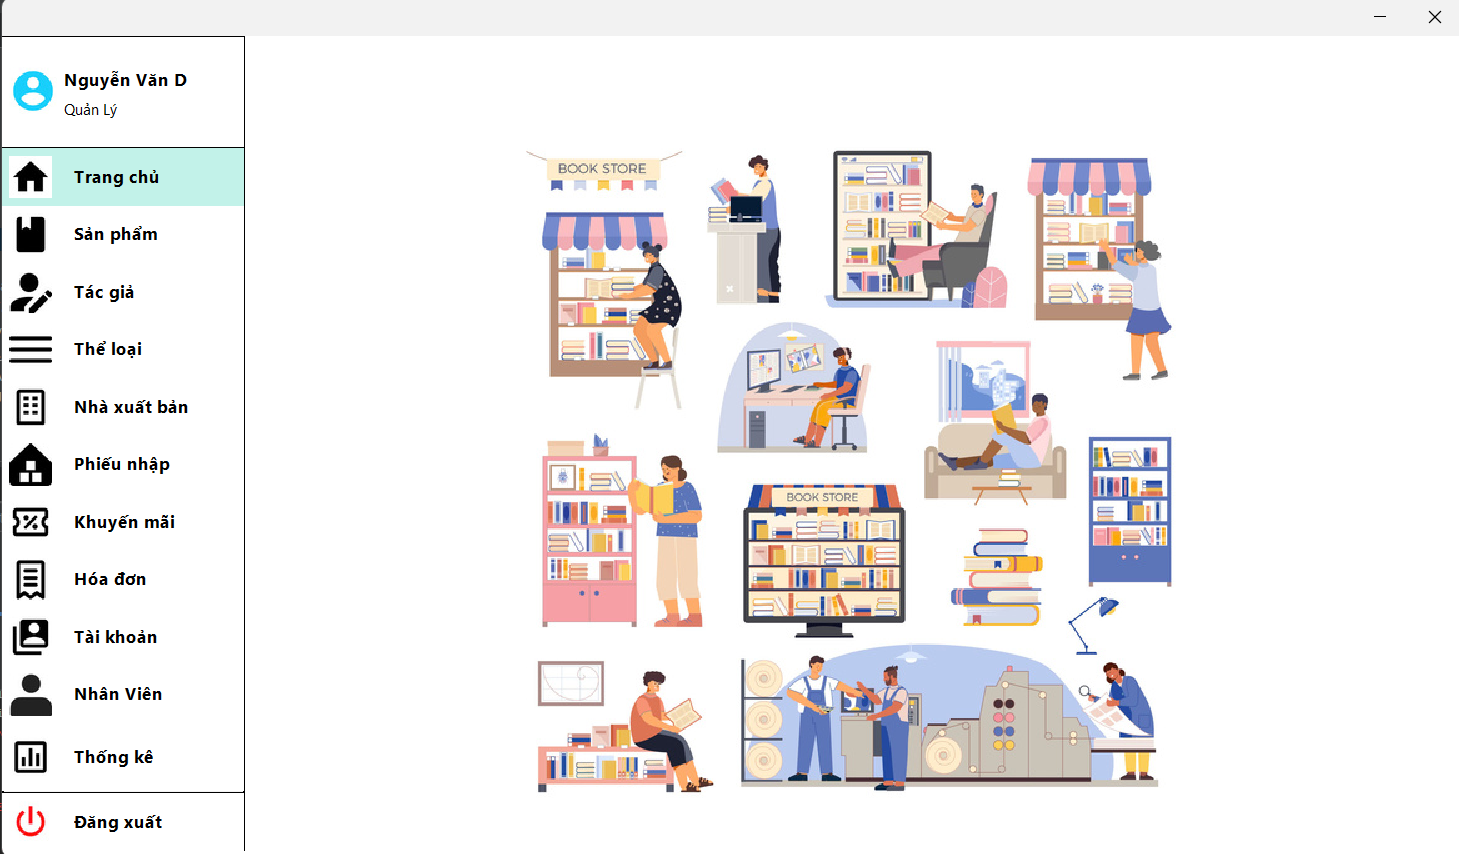 Nguyễn Văn D
Quản Lý
Trang chủ
Sản phẩm
Tác giả
Thể loại
Nhà xuất bản
Phiếu nhập
Khuyến mãi
Hóa đơn
Tài khoản
Nhân Viên
Thống kê
Đăng xuất
BOOK STORE
BOOK STORE